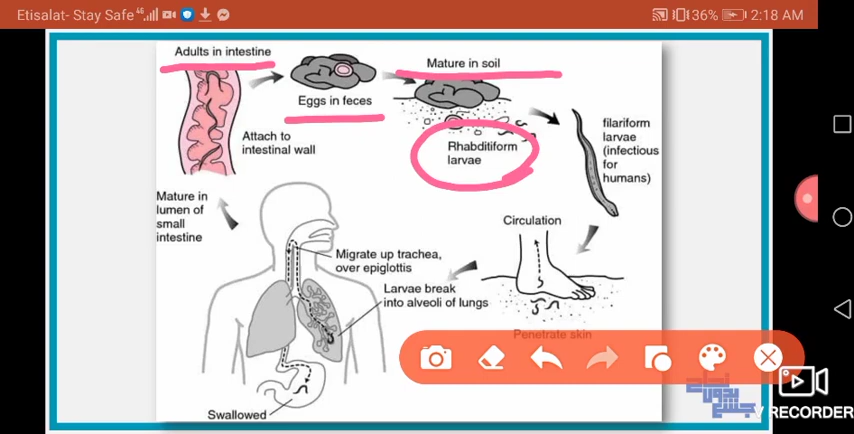 Etisalat- Stay Safe 4G
36% 2:18 AM
Adults in intestine
Eggs in feces
Mature in soil
Attach to
intestinal wall
Rhabditiform
larvae
filariform
larvae
(infectious
for
humans)
Mature in
lumen of
small
intestine
Circulation
Migrate up trachea,
over epiglottis
Larvae break
into alveoli of lungs
Penetrate skin
Swallowed
V RECORDER